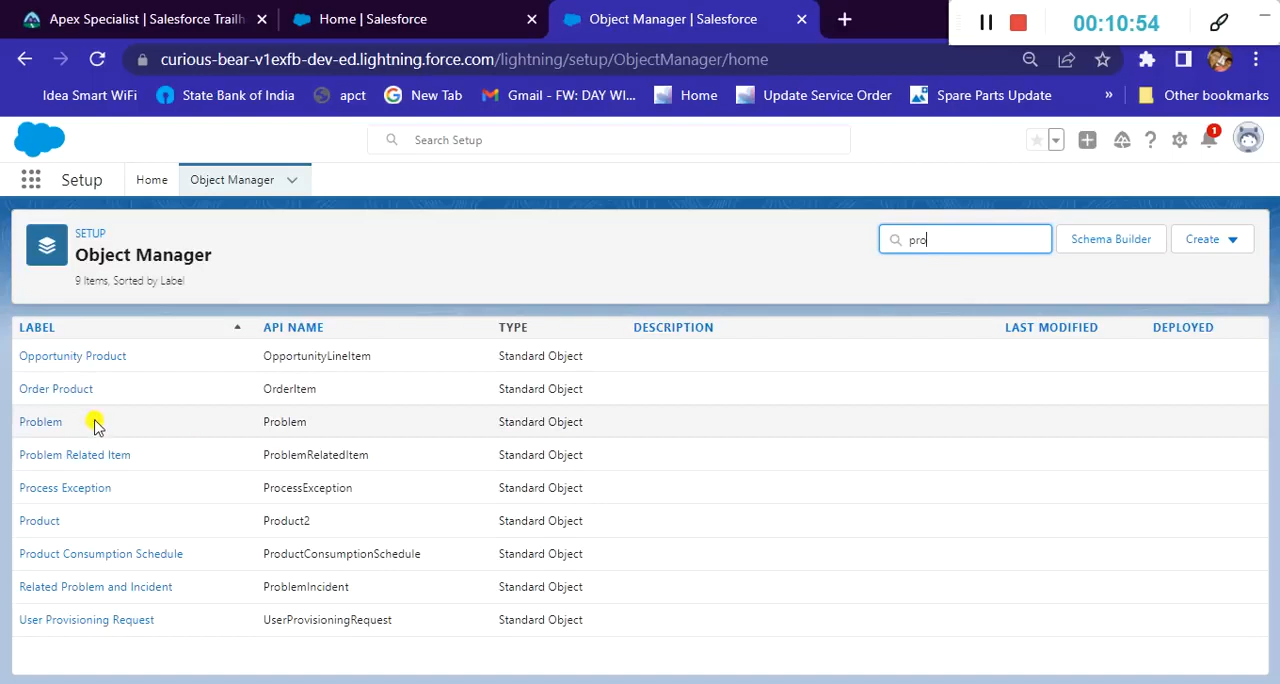 Apex Specialist | Salesforce Trailh
Home | Salesforce
Object Manager | Salesforce
00:10:54
curious-bear-v1exfb-dev-ed.lightning.force.com/lightning/setup/ObjectManager/home
Idea Smart WiFi State Bank of India apct New Tab Gmail - FW: DAY WI... Home Update Service Order Spare Parts Update » Other bookmarks
Search Setup
1
Setup Home Object Manager
SETUP
Object Manager
9 Items, Sorted by Label
pro
Schema Builder
Create
LABEL API NAME TYPE DESCRIPTION LAST MODIFIED DEPLOYED
Opportunity Product OpportunityLineItem Standard Object
Order Product OrderItem Standard Object
Problem Problem Standard Object
Problem Related Item ProblemRelatedItem Standard Object
Process Exception ProcessException Standard Object
Product Product2 Standard Object
Product Consumption Schedule ProductConsumptionSchedule Standard Object
Related Problem and Incident ProblemIncident Standard Object
User Provisioning Request UserProvisioningRequest Standard Object